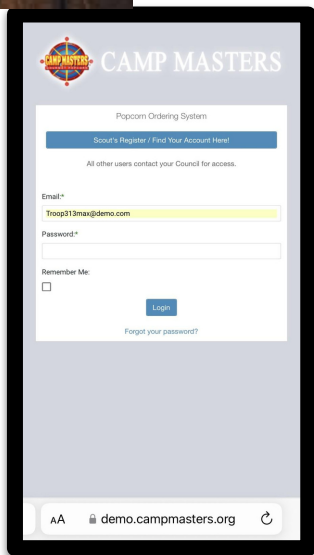 CAMP MASTERS
CAMP MASTERS
Popcorn Ordering System
Scout's Register / Find Your Account Here!
All other users contact your Council for access.
Email:*
Troop313max@demo.com
Password:*
Remember Me:
Login
Forgot your password?
AA demo.campmasters.org